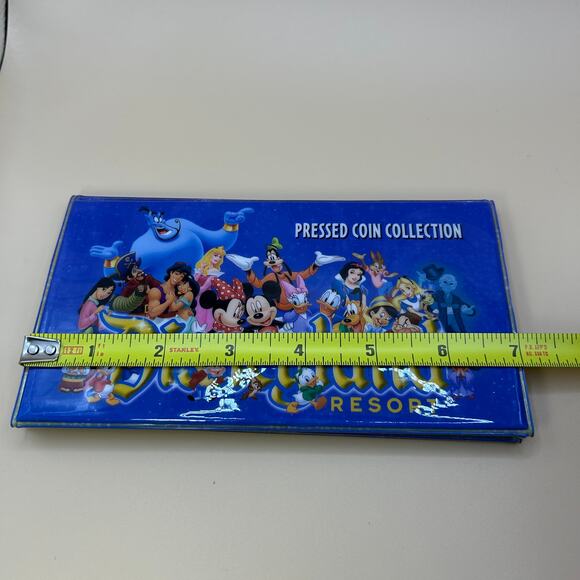 PRESSED COIN COLLECTION
1 2 STANLEY 3 4 5 6 7
RESORT